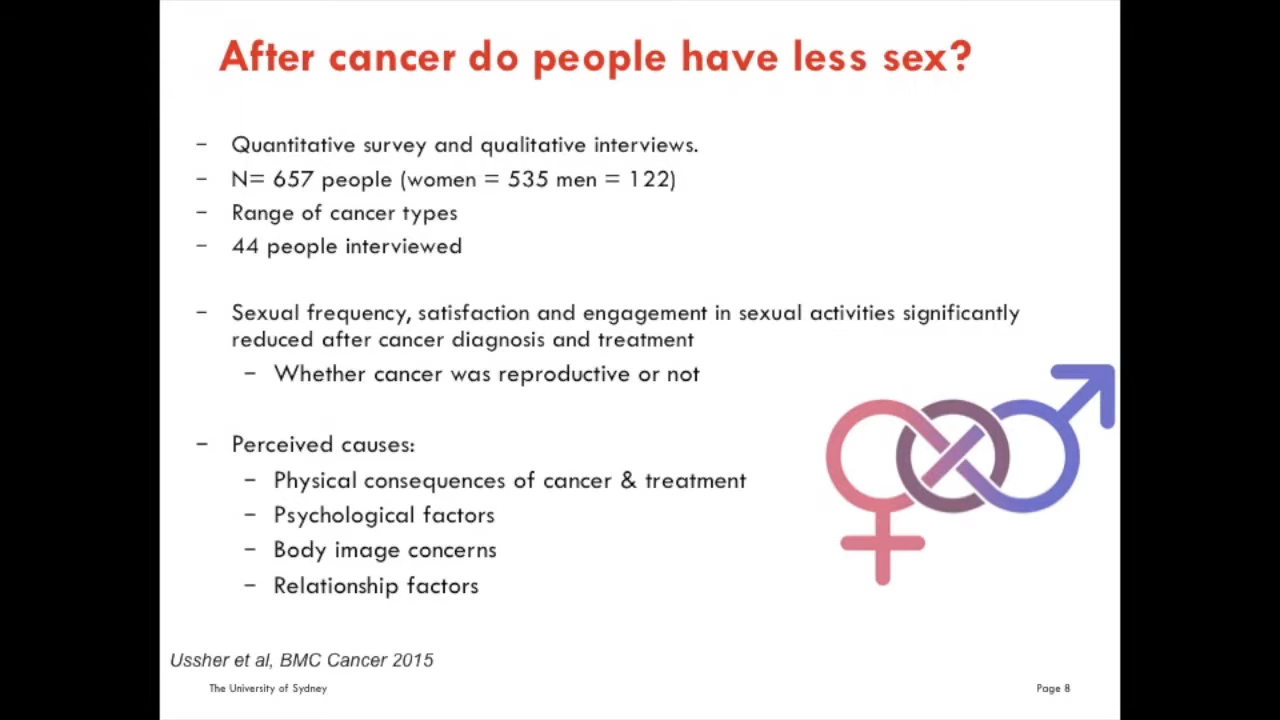 After cancer do people have less sex?
– Quantitative survey and qualitative interviews.
– N= 657 people (women = 535 men = 122)
– Range of cancer types
– 44 people interviewed
– Sexual frequency, satisfaction and engagement in sexual activities significantly
reduced after cancer diagnosis and treatment
– Whether cancer was reproductive or not
– Perceived causes:
– Physical consequences of cancer & treatment
– Psychological factors
– Body image concerns
– Relationship factors
Ussher et al, BMC Cancer 2015
The University of Sydney
Page 8